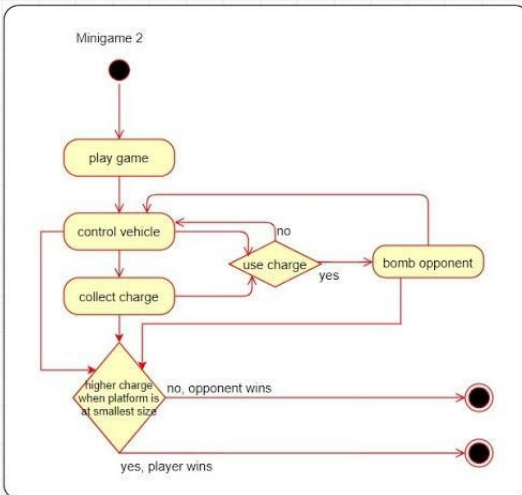 Minigame 2
play game
control vehicle
no
use charge
yes
bomb opponent
collect charge
higher charge
when platform is
at smallest size
no, opponent wins
yes, player wins